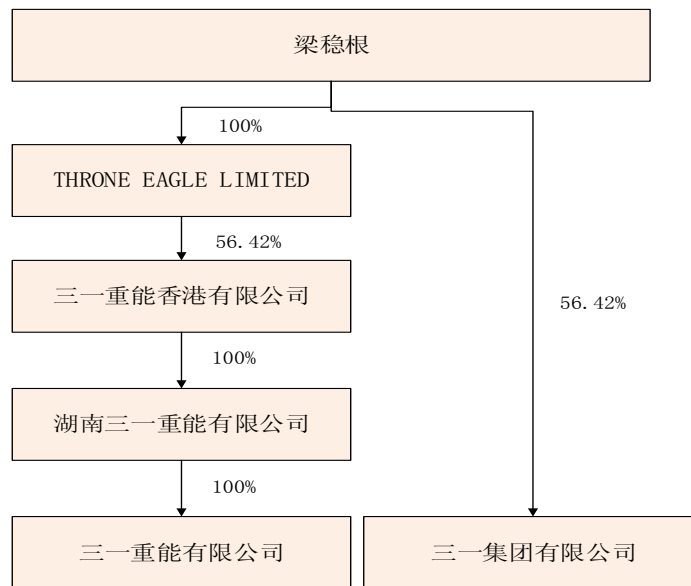 梁稳根
100%
THRONE EAGLE LIMITED
56.42%
三一重能香港有限公司
56.42%
100%
湖南三一重能有限公司
100%
三一重能有限公司
三一集团有限公司